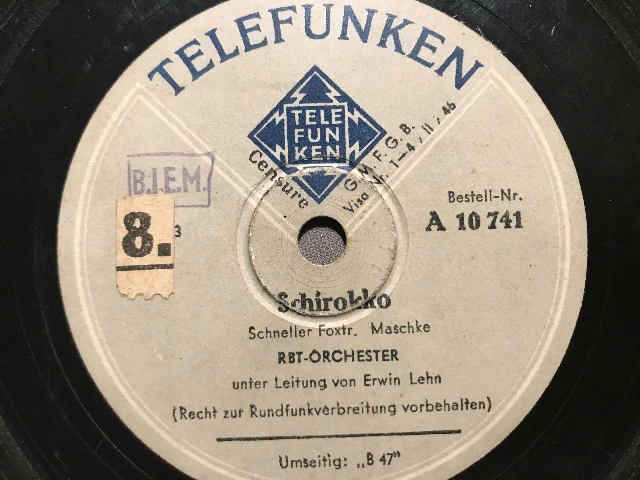 TELEFUNKEN
TELE
FUN
KEN
Censure
G.M.F.G.B.
Visa N. 1-4/11/46
B.I.E.M.
8.
3
Bestell-Nr.
A 10 741
Schirokko
Schneller Foxtr. Maschke
RBT-ORCHESTER
unter Leitung von Erwin Lehn
(Recht zur Rundfunkverbreitung vorbehalten)
Umseitig: „B 47"